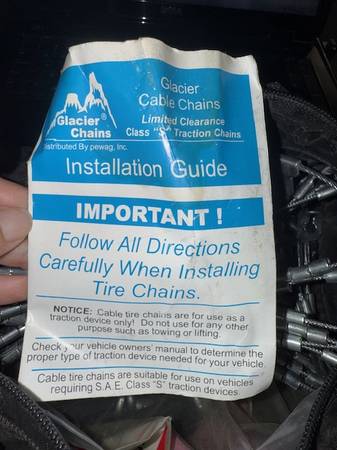 Glacier
Cable Chains
Limited Clearance
Class "S" Traction Chains
Glacier®
Chains
istributed By pewag, Inc.
Installation Guide
IMPORTANT !
Follow All Directions
Carefully When Installing
Tire Chains.
NOTICE: Cable tire chains are for use as a
traction device only! Do not use for any other
purpose such as towing or lifting.
Check your vehicle owners' manual to determine the
proper type of traction device needed for your vehicle
Cable tire chains are suitable for use on vehicles
requiring S.A.E. Class "S" traction devices.